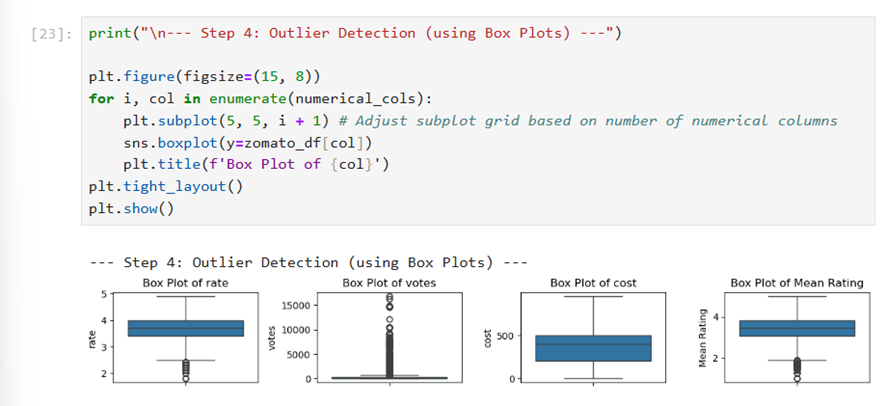 [23]: print("\n--- Step 4: Outlier Detection (using Box Plots) ---")
plt.figure(figsize=(15, 8))
for i, col in enumerate(numerical_cols):
    plt.subplot(5, 5, i + 1) # Adjust subplot grid based on number of numerical columns
    sns.boxplot(y=zomato_df[col])
    plt.title(f'Box Plot of {col}')
plt.tight_layout()
plt.show()
--- Step 4: Outlier Detection (using Box Plots) ---
Box Plot of rate
5
4
3
2
rate
Box Plot of votes
15000
10000
5000
0
votes
Box Plot of cost
500
0
cost
Box Plot of Mean Rating
4
2
Mean Rating